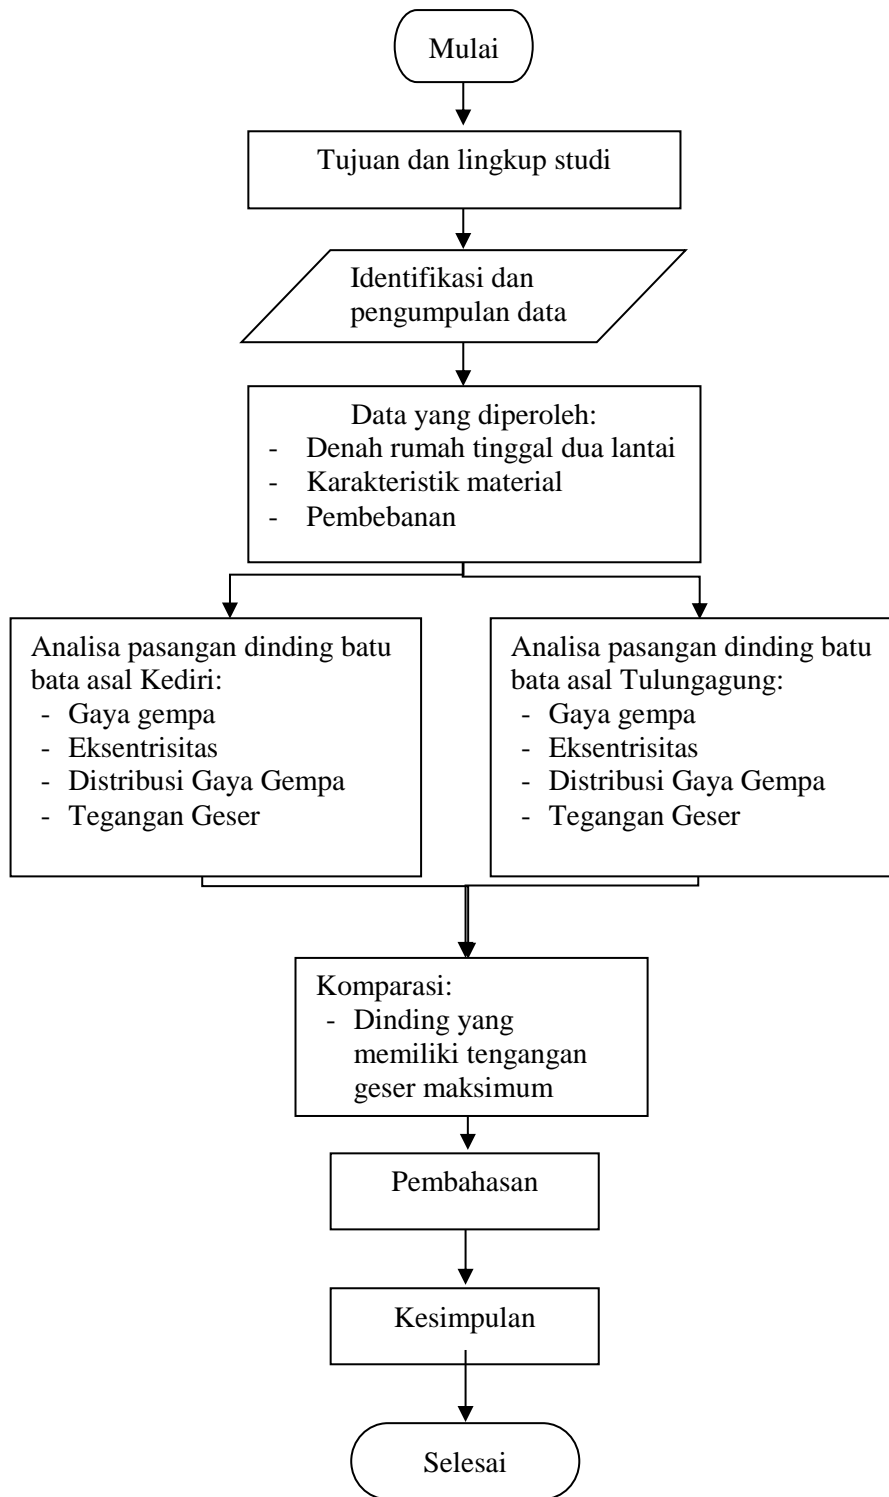 Mulai
Tujuan dan lingkup studi
Identifikasi dan
pengumpulan data
Data yang diperoleh:
- Denah rumah tinggal dua lantai
- Karakteristik material
- Pembebanan
Analisa pasangan dinding batu
bata asal Kediri:
- Gaya gempa
- Eksentrisitas
- Distribusi Gaya Gempa
- Tegangan Geser
Analisa pasangan dinding batu
bata asal Tulungagung:
- Gaya gempa
- Eksentrisitas
- Distribusi Gaya Gempa
- Tegangan Geser
Komparasi:
- Dinding yang
memiliki tengangan
geser maksimum
Pembahasan
Kesimpulan
Selesai